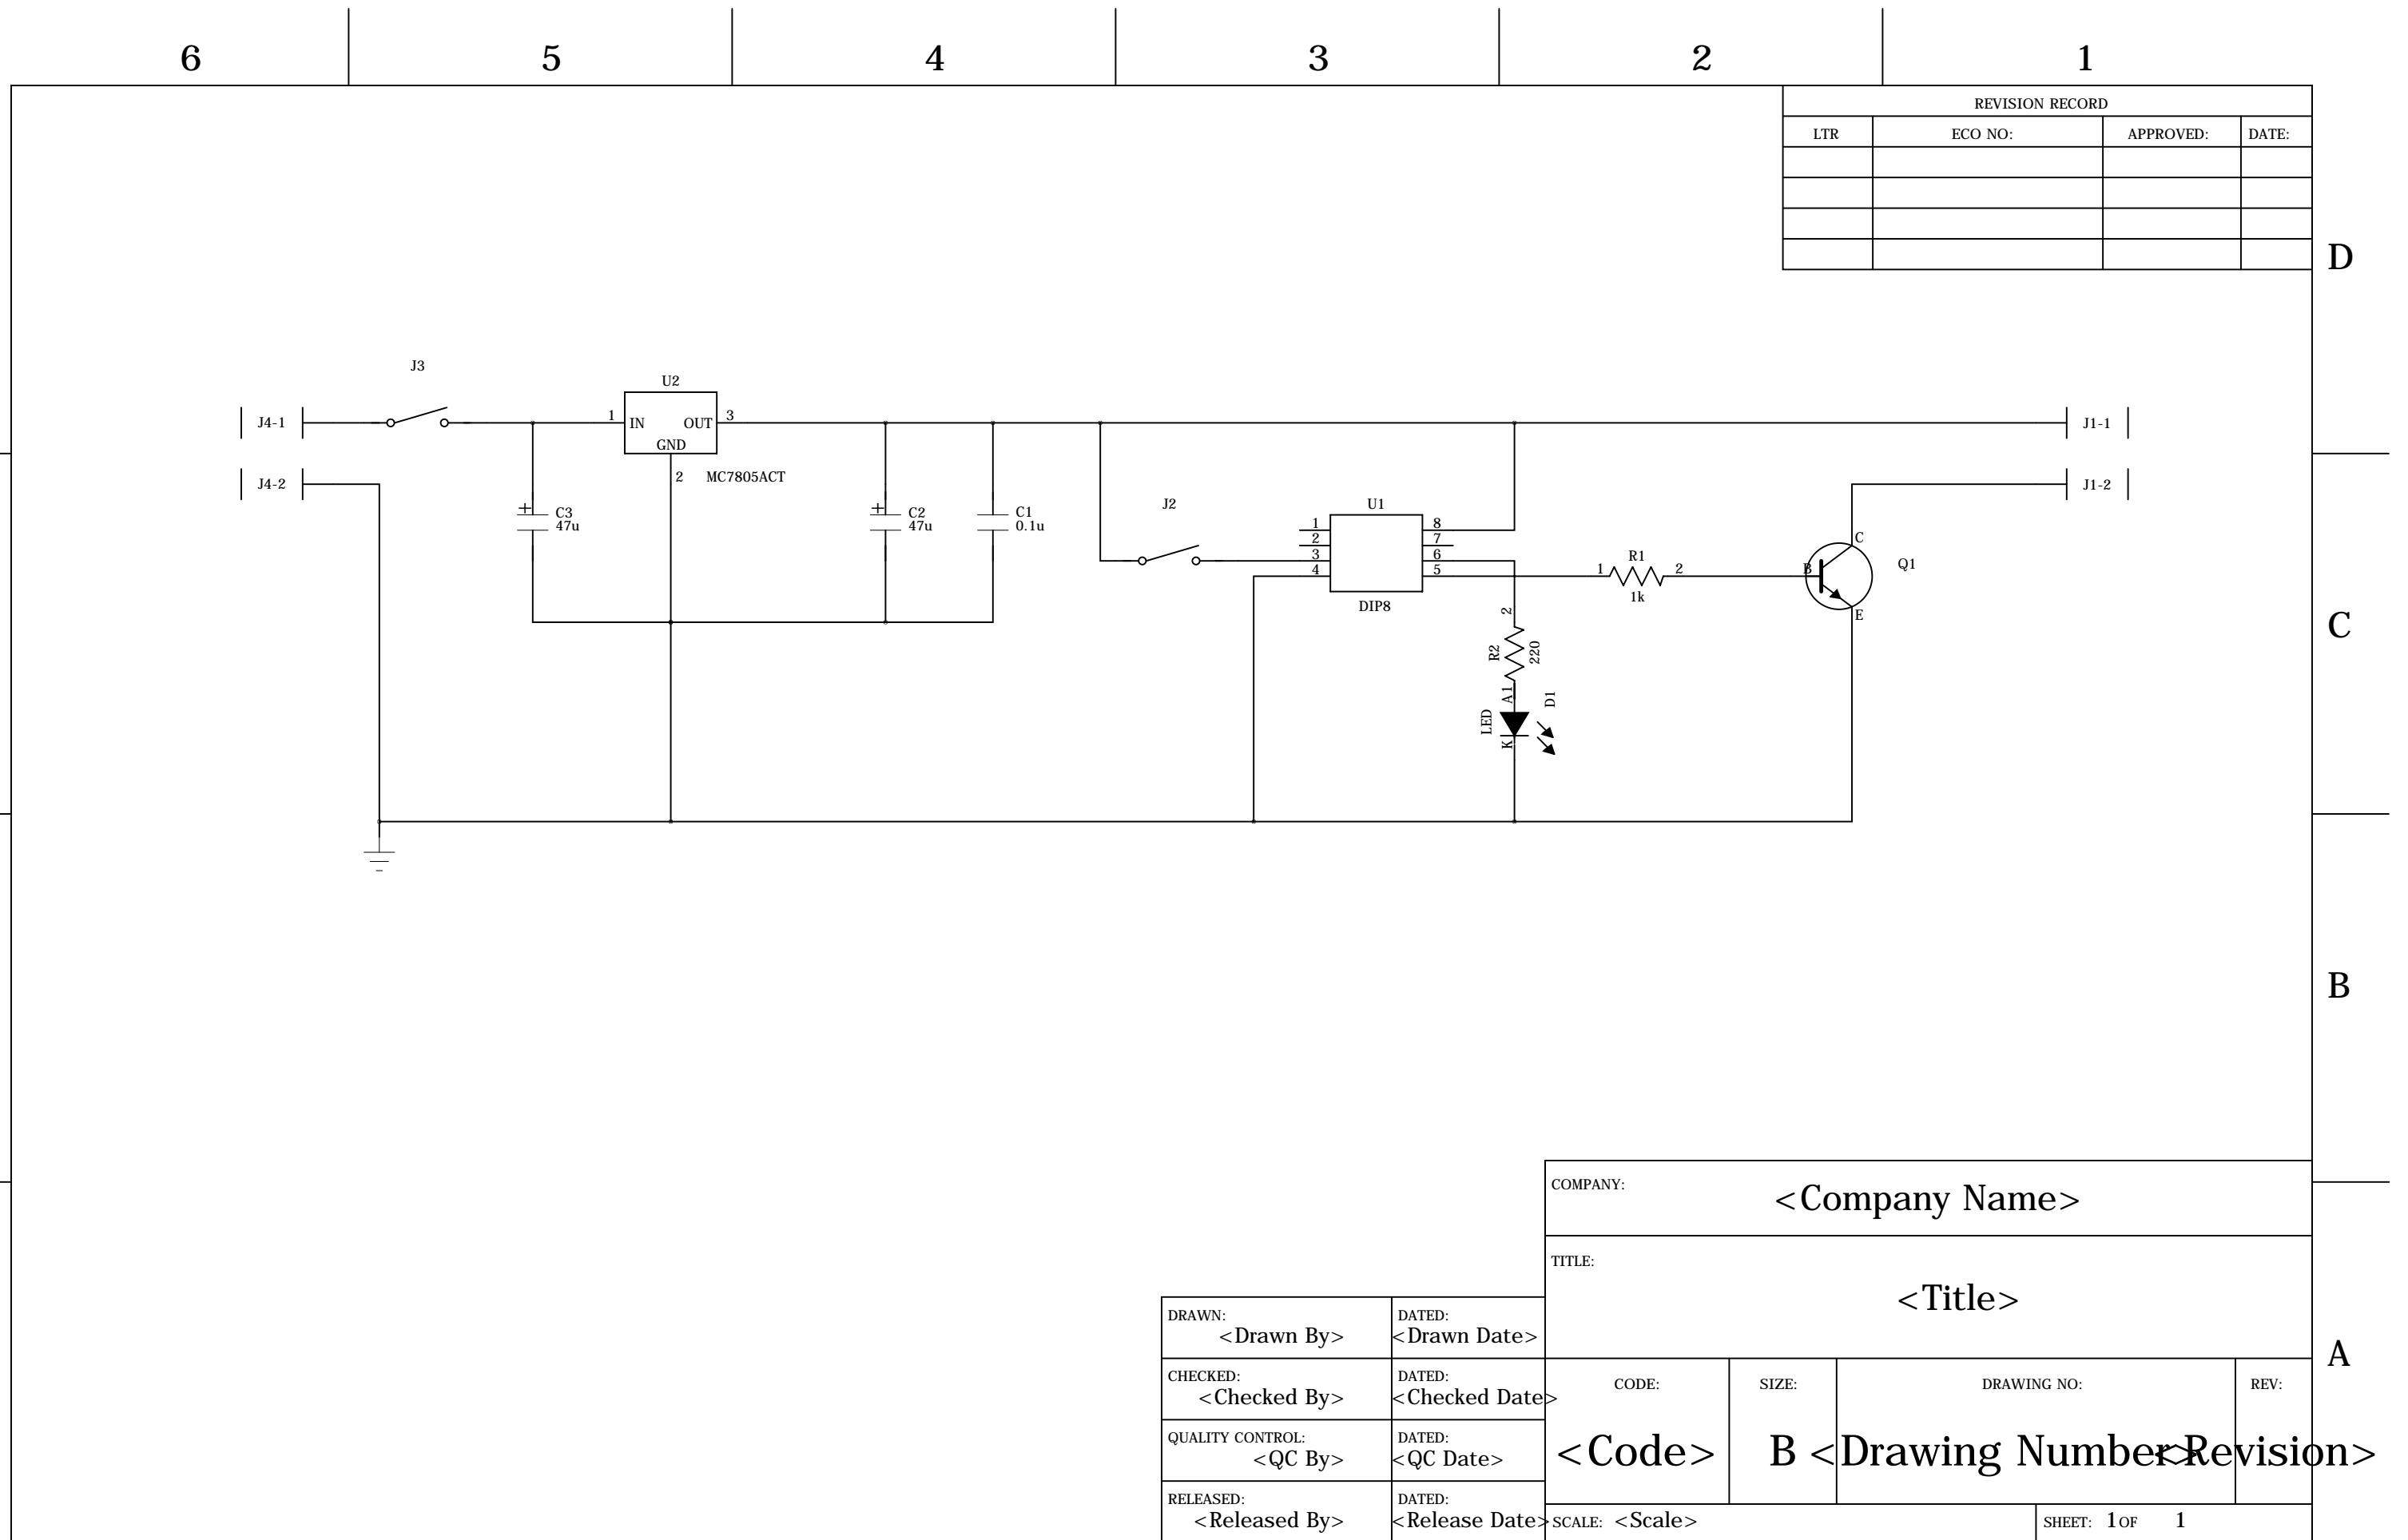 6 5 4 3 2 1
REVISION RECORD
LTR ECO NO: APPROVED: DATE:
D
J3
U2
J4-1 1 IN OUT 3 J1-1
GND
2 MC7805ACT
J4-2 J1-2
J2 U1
+ C3
47u
+ C2
47u
C1
0.1u
1 8
2 7
3 6
4 5
DIP8
1 R1 2
1k
C
B Q1
E
C
2
R2 220
A 1 D1
LED
K
B
COMPANY: <Company Name>
TITLE:
<Title>
DRAWN: DATED:
<Drawn By> <Drawn Date>
A
CHECKED: DATED:
<Checked By> <Checked Date>
CODE: SIZE: DRAWING NO: REV:
QUALITY CONTROL: DATED:
<QC By> <QC Date>
<Code> B <Drawing Number> <Revision>
RELEASED: DATED:
<Released By> <Release Date>
SCALE: <Scale> SHEET: 1 OF 1